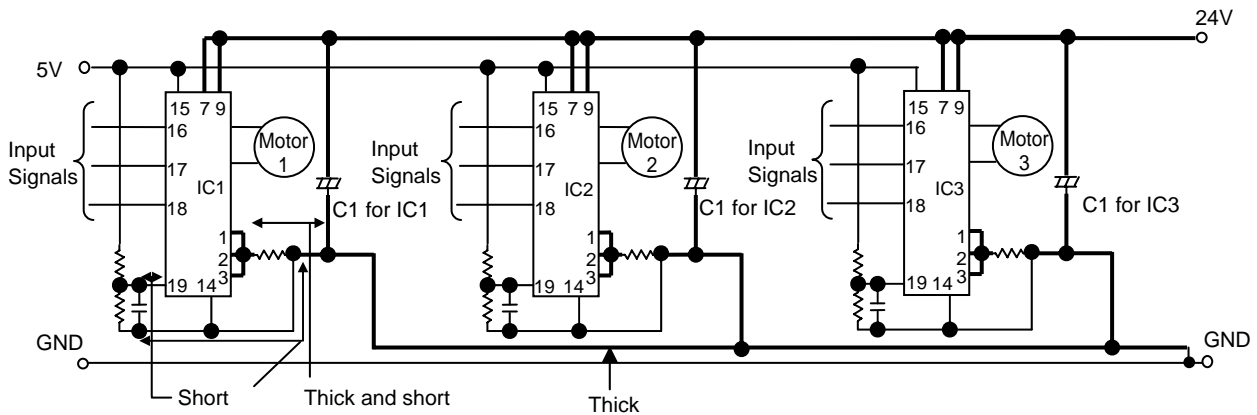 24V
5V
15 7 9
15 7 9
15 7 9
Input
Signals
16
17
18
IC1
Motor
1
C1 for IC1
1
2
3
19 14
Input
Signals
16
17
18
IC2
Motor
2
C1 for IC2
1
2
3
19 14
Input
Signals
16
17
18
IC3
Motor
3
C1 for IC3
1
2
3
19 14
GND
GND
Short
Thick and short
Thick